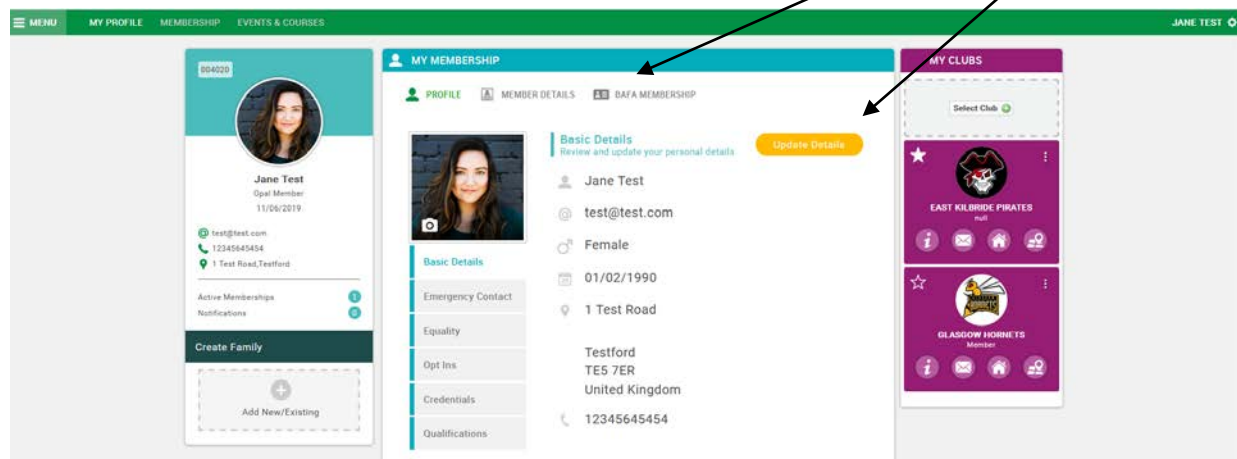 MENU MY PROFILE MEMBERSHIP EVENTS & COURSES JANE TEST
004020
Jane Test
Opal Member
11/06/2019
test@test.com
12345645454
1 Test Road,Testford
Active Memberships 1
Notifications 0
Create Family
Add New/Existing
MY MEMBERSHIP
PROFILE MEMBER DETAILS BAFA MEMBERSHIP
Basic Details
Review and update your personal details
Update Details
Jane Test
test@test.com
Female
01/02/1990
1 Test Road
Testford
TE5 7ER
United Kingdom
12345645454
Basic Details
Emergency Contact
Equality
Opt Ins
Credentials
Qualifications
MY CLUBS
Select Club
EAST KILBRIDE PIRATES
null
GLASGOW HORNETS
Member